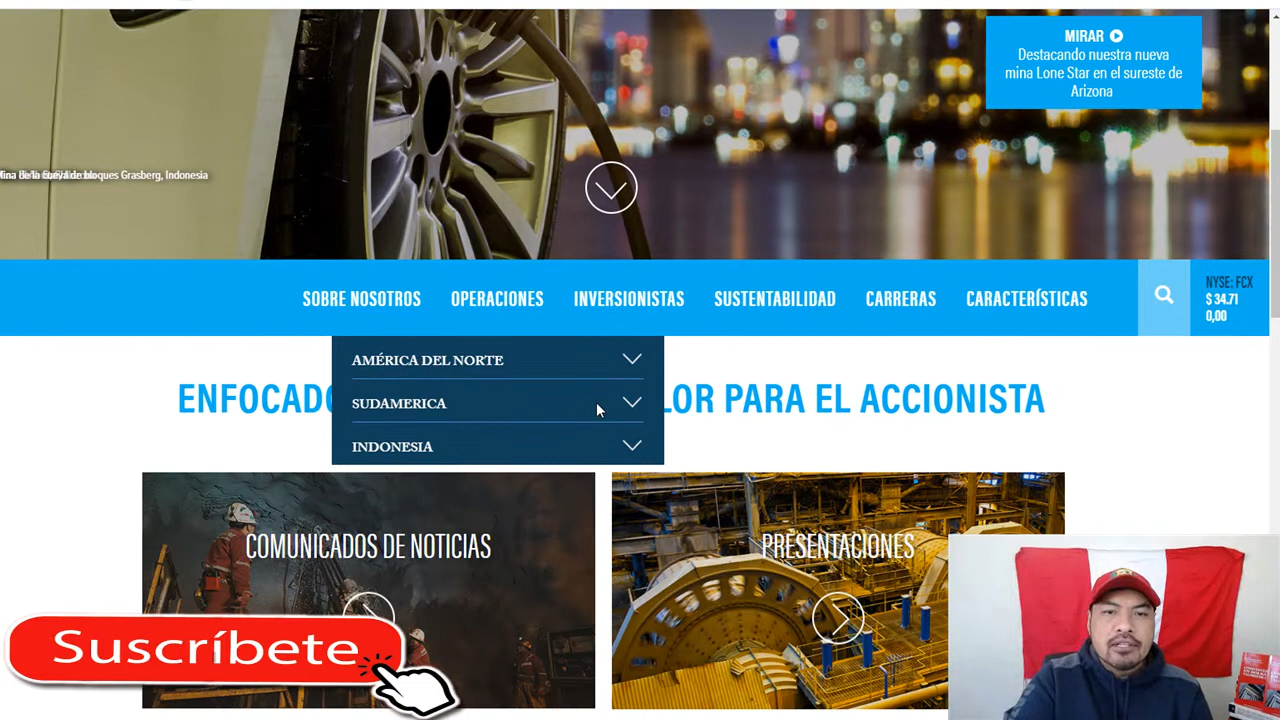 MIRAR
Destacando nuestra nueva
mina Lone Star en el sureste de
Arizona
Grasberg, Indonesia
SOBRE NOSOTROS OPERACIONES INVERSIONISTAS SUSTENTABILIDAD CARRERAS CARACTERÍSTICAS
NYSE: FCX
$ 34.71
0,00
AMÉRICA DEL NORTE
SUDAMERICA
INDONESIA
ENFOCADO LOR PARA EL ACCIONISTA
COMUNICADOS DE NOTICIAS
PRESENTACIONES
Suscríbete